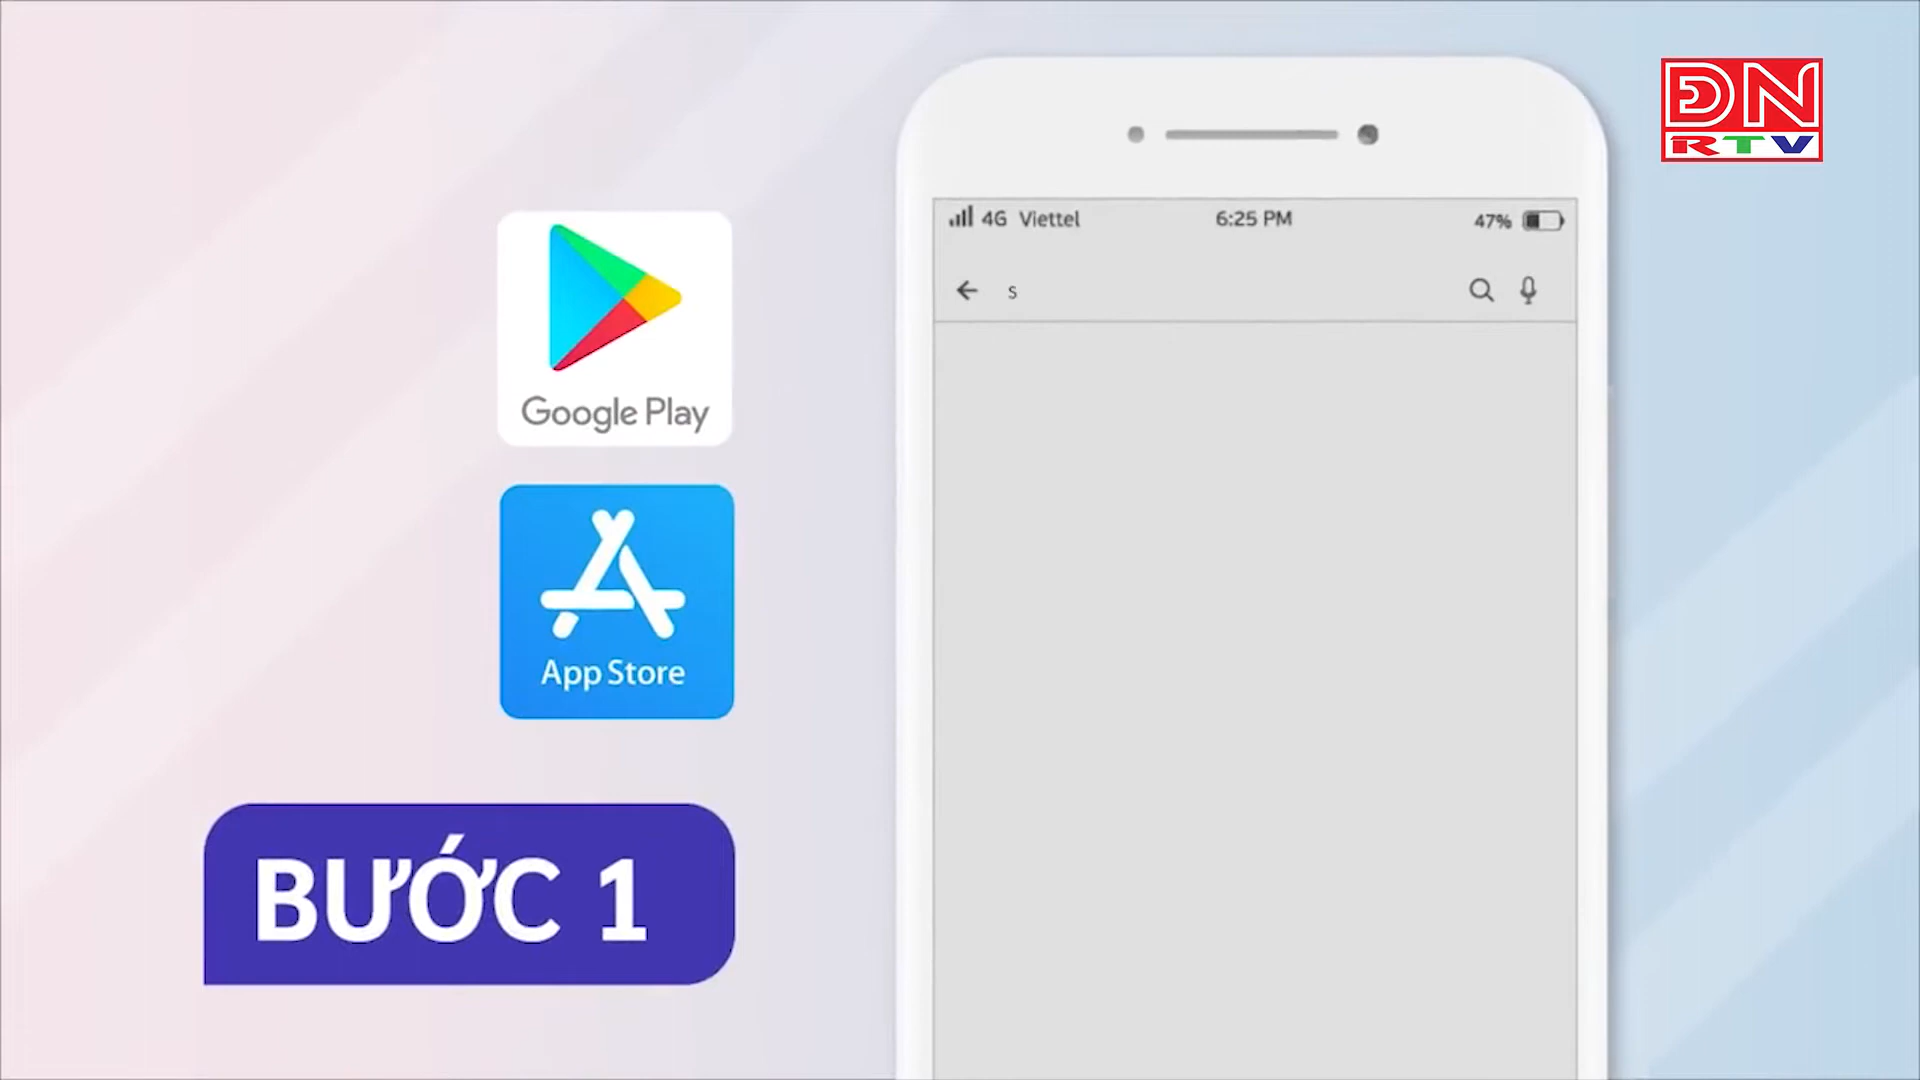 ĐN
RTV
4G Viettel 6:25 PM 47%
s
Google Play
App Store
BƯỚC 1